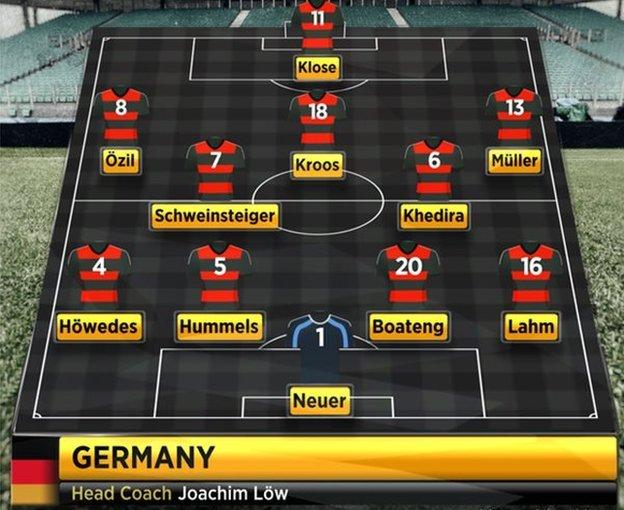 11
Klose
8
18
13
Özil
Kroos
Müller
7
6
Schweinsteiger
Khedira
4
5
20
16
Höwedes
Hummels
Boateng
Lahm
1
Neuer
GERMANY
Head Coach Joachim Löw